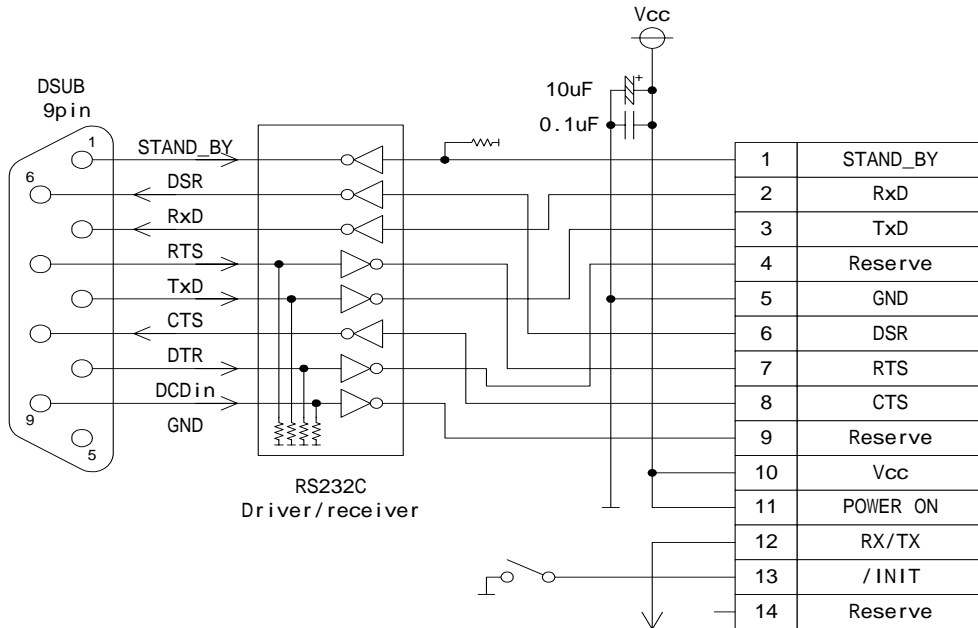 Vcc
DSUB
9pin
10uF
+
0.1uF
1
6
9
5
STAND_BY
DSR
RxD
RTS
TxD
CTS
DTR
DCDin
GND
RS232C
Driver/receiver
1 STAND_BY
2 RxD
3 TxD
4 Reserve
5 GND
6 DSR
7 RTS
8 CTS
9 Reserve
10 Vcc
11 POWER ON
12 RX/TX
13 /INIT
14 Reserve